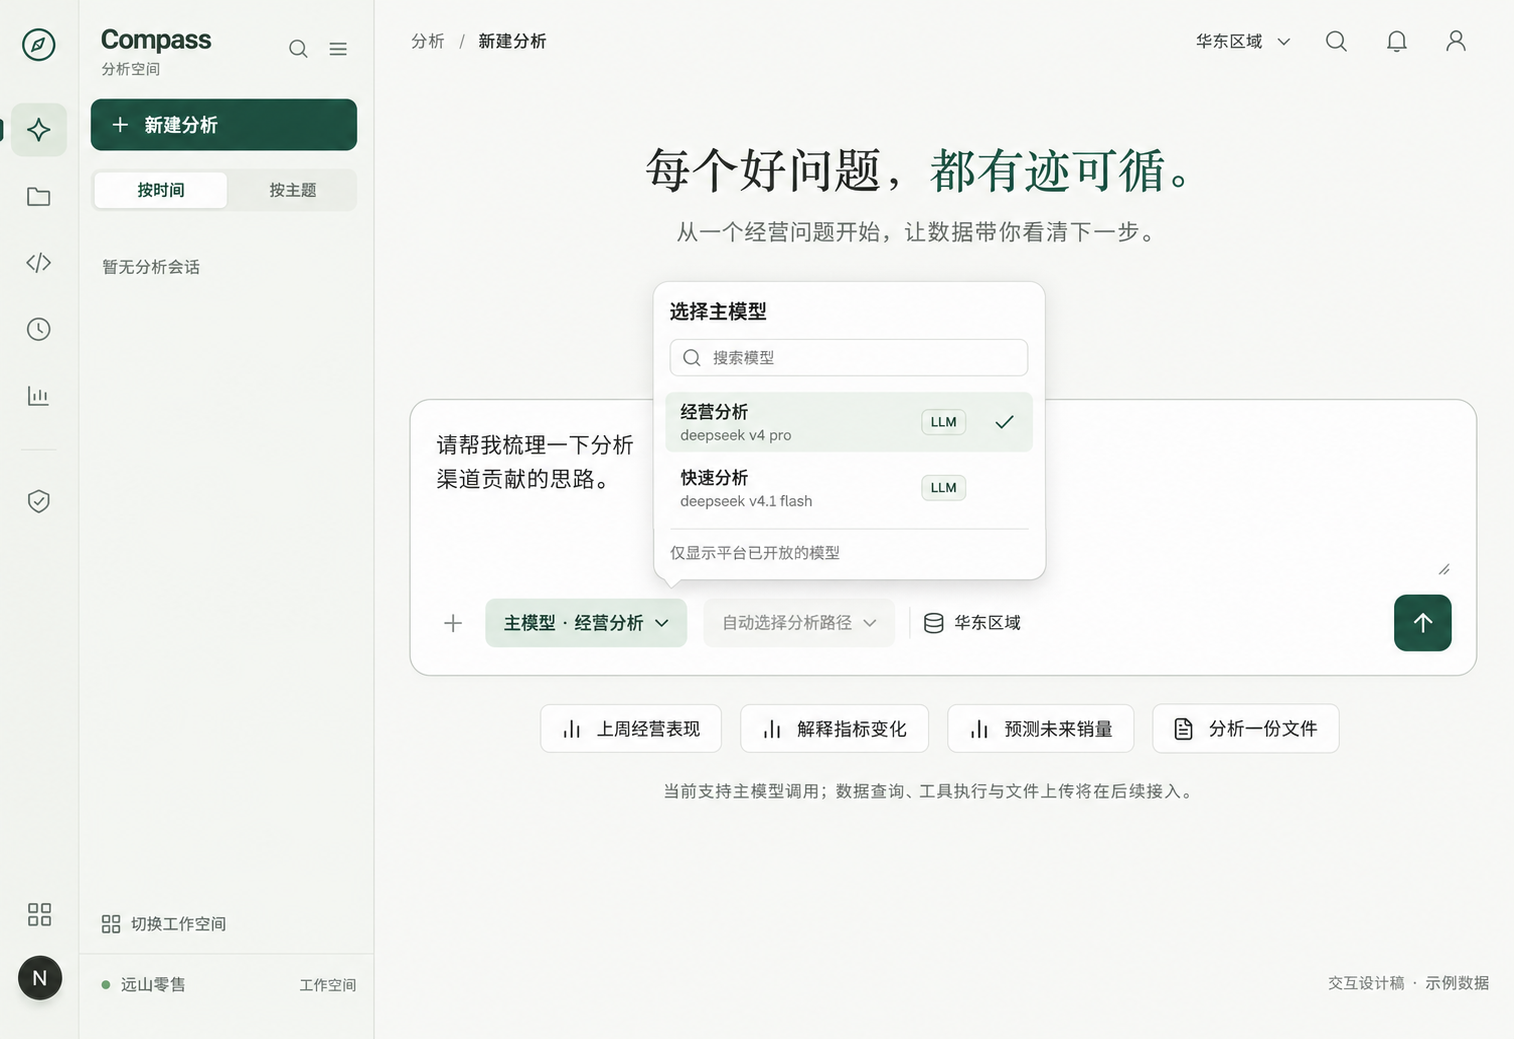 Compass
分析空间
+ 新建分析
按时间 按主题
暂无分析会话
切换工作空间
远山零售 工作空间
N
分析 / 新建分析
华东区域
每个好问题，都有迹可循。
从一个经营问题开始，让数据带你看清下一步。
选择主模型
搜索模型
经营分析
deepseek v4 pro
LLM
快速分析
deepseek v4.1 flash
LLM
仅显示平台已开放的模型
请帮我梳理一下分析
渠道贡献的思路。
主模型 · 经营分析 自动选择分析路径 华东区域
上周经营表现 解释指标变化 预测未来销量 分析一份文件
当前支持主模型调用；数据查询、工具执行与文件上传将在后续接入。
交互设计稿 · 示例数据